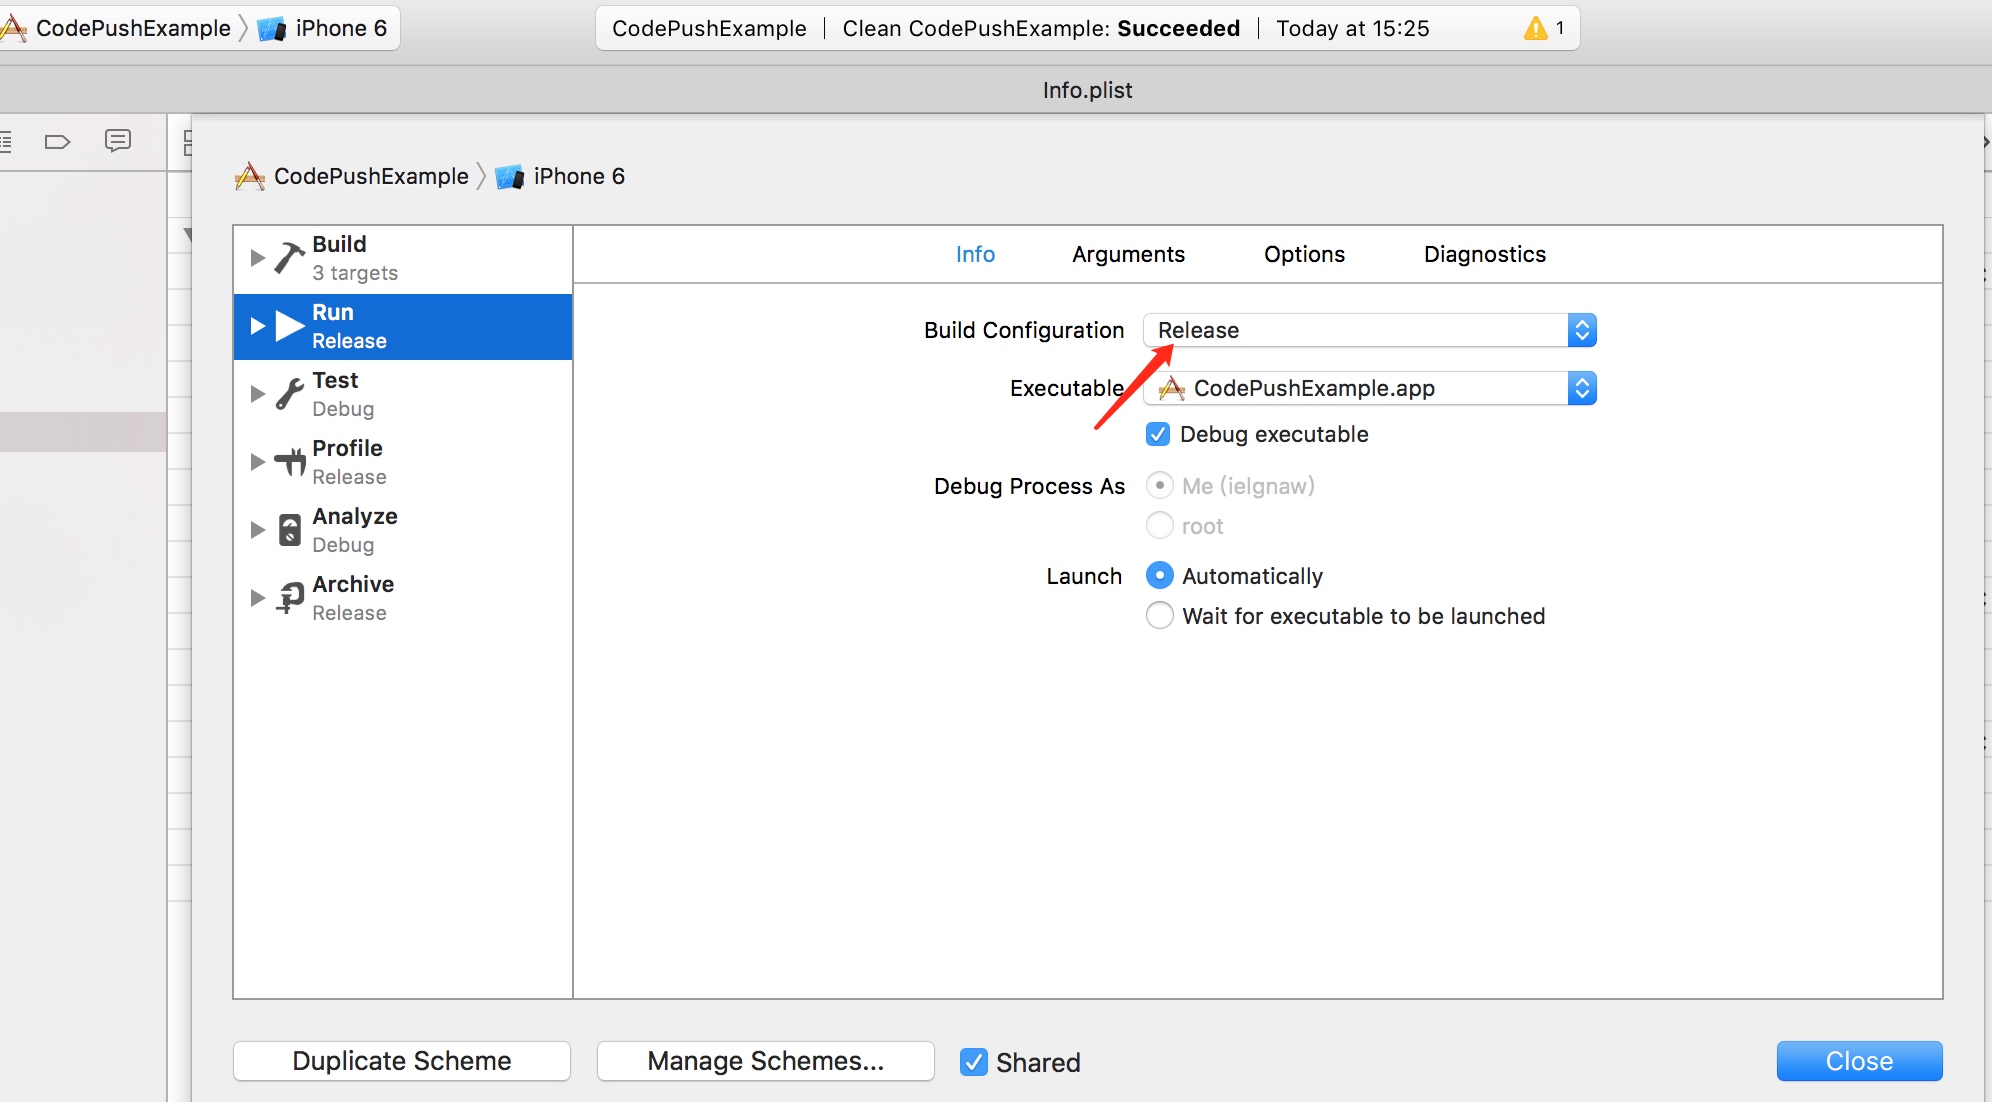 CodePushExample 〉 iPhone 6
CodePushExample | Clean CodePushExample: Succeeded | Today at 15:25 1
Info.plist
CodePushExample 〉 iPhone 6
Build
3 targets
Run
Release
Test
Debug
Profile
Release
Analyze
Debug
Archive
Release
Info Arguments Options Diagnostics
Build Configuration Release
Executable CodePushExample.app
Debug executable
Debug Process As Me (ielgnaw)
root
Launch Automatically
Wait for executable to be launched
Duplicate Scheme Manage Schemes... Shared Close